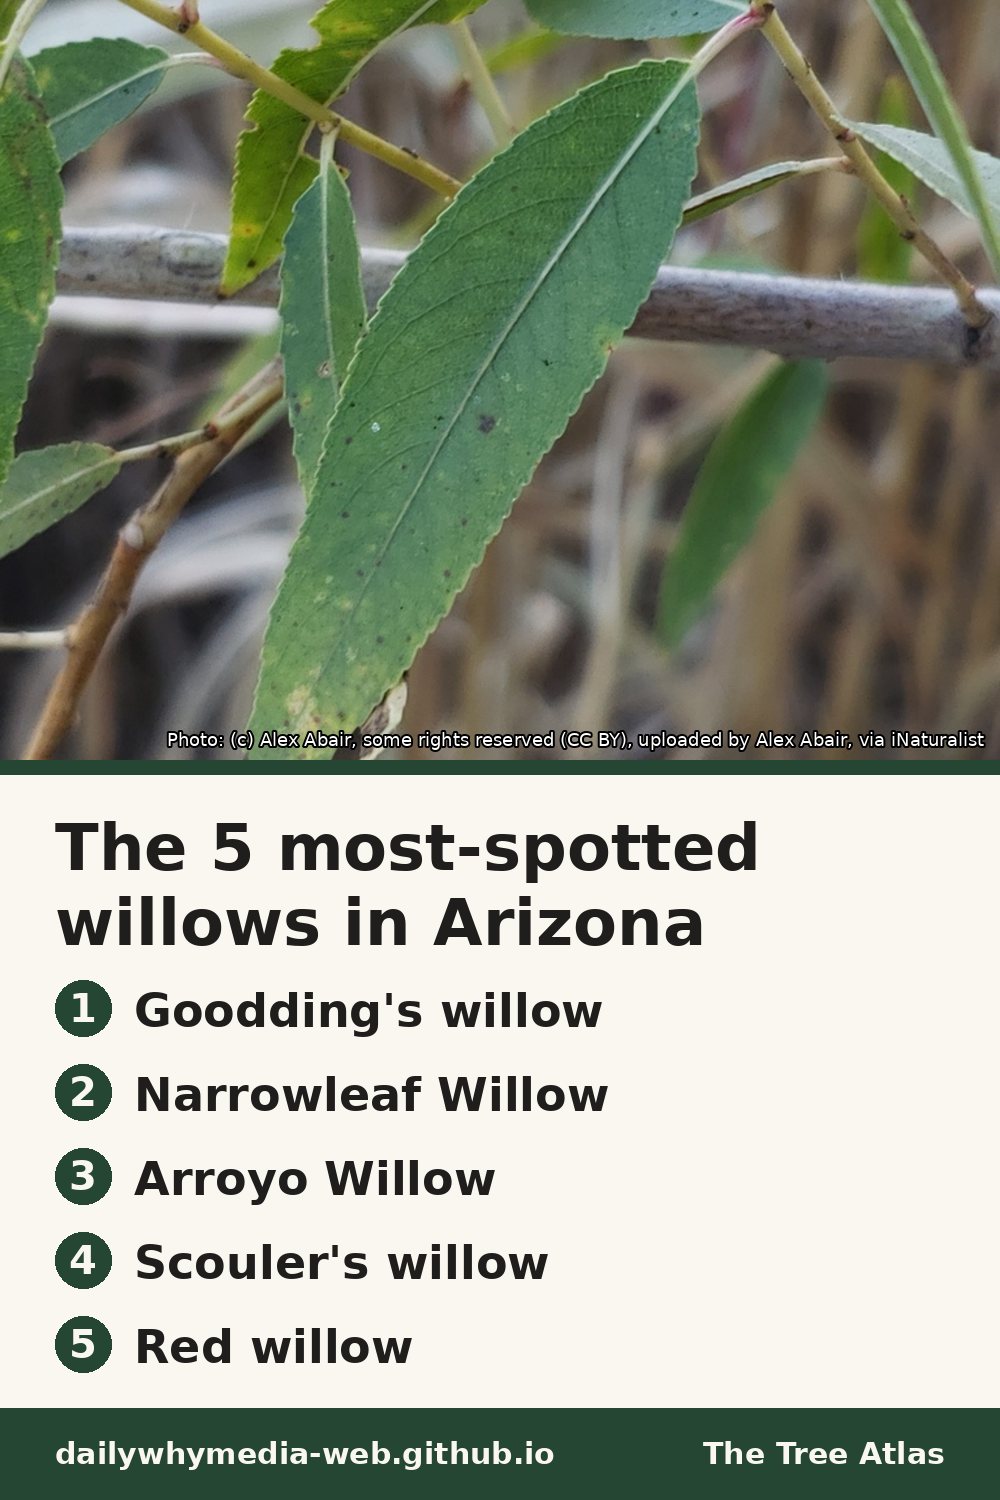 Photo: (c) Alex Abair, some rights reserved (CC BY), uploaded by Alex Abair, via iNaturalist
The 5 most-spotted
willows in Arizona
1 Goodding's willow
2 Narrowleaf Willow
3 Arroyo Willow
4 Scouler's willow
5 Red willow
dailywhymedia-web.github.io The Tree Atlas